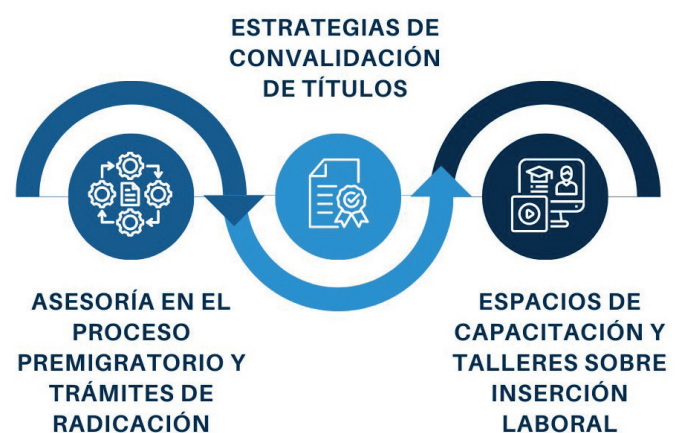 ESTRATEGIAS DE
CONVALIDACIÓN
DE TÍTULOS
ASESORÍA EN EL
PROCESO
PREMIGRATORIO Y
TRÁMITES DE
RADICACIÓN
ESPACIOS DE
CAPACITACIÓN Y
TALLERES SOBRE
INSERCIÓN
LABORAL